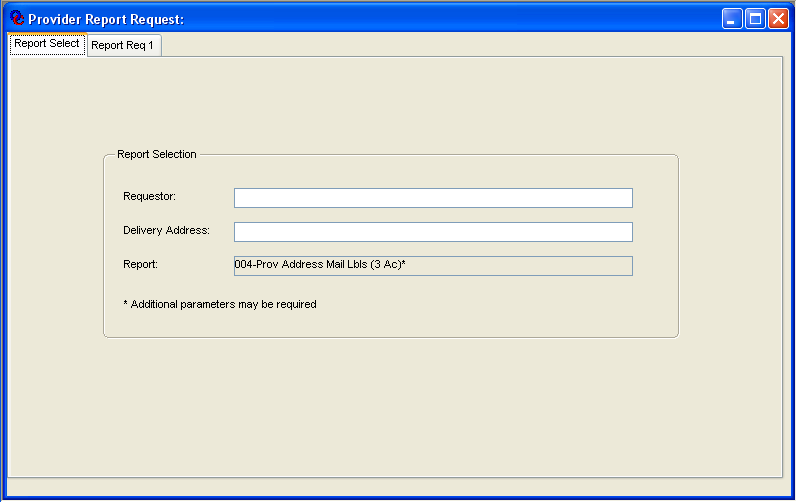 Provider Report Request:
Report Select
Report Req 1
Report Selection
Requestor:
Delivery Address:
Report: 004-Prov Address Mail Lbls (3 Ac)*
* Additional parameters may be required